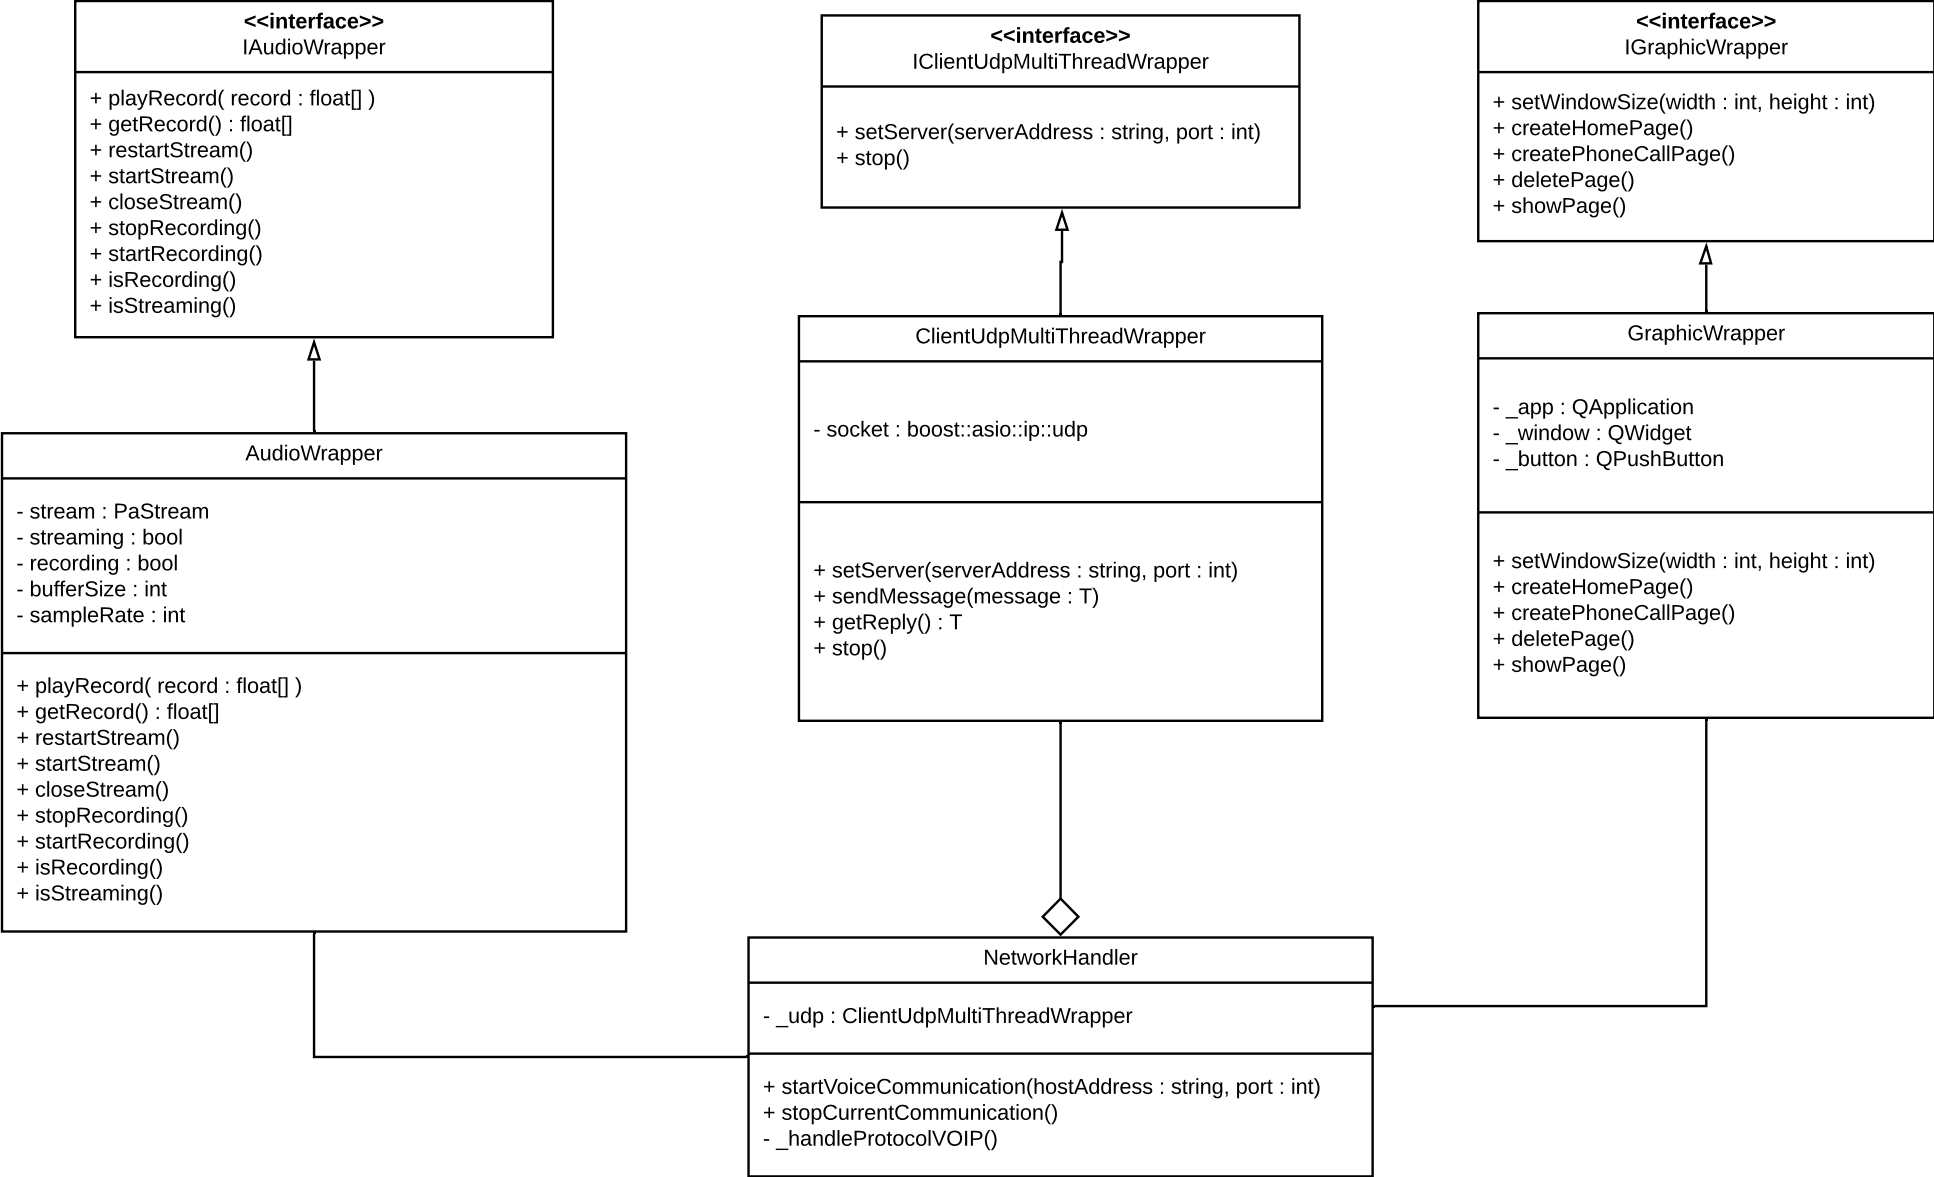 <<interface>>
IAudioWrapper
+ playRecord( record : float[] )
+ getRecord() : float[]
+ restartStream()
+ startStream()
+ closeStream()
+ stopRecording()
+ startRecording()
+ isRecording()
+ isStreaming()
<<interface>>
IClientUdpMultiThreadWrapper
+ setServer(serverAddress : string, port : int)
+ stop()
<<interface>>
IGraphicWrapper
+ setWindowSize(width : int, height : int)
+ createHomePage()
+ createPhoneCallPage()
+ deletePage()
+ showPage()
AudioWrapper
- stream : PaStream
- streaming : bool
- recording : bool
- bufferSize : int
- sampleRate : int
+ playRecord( record : float[] )
+ getRecord() : float[]
+ restartStream()
+ startStream()
+ closeStream()
+ stopRecording()
+ startRecording()
+ isRecording()
+ isStreaming()
ClientUdpMultiThreadWrapper
- socket : boost::asio::ip::udp
+ setServer(serverAddress : string, port : int)
+ sendMessage(message : T)
+ getReply() : T
+ stop()
GraphicWrapper
- _app : QApplication
- _window : QWidget
- _button : QPushButton
+ setWindowSize(width : int, height : int)
+ createHomePage()
+ createPhoneCallPage()
+ deletePage()
+ showPage()
NetworkHandler
- _udp : ClientUdpMultiThreadWrapper
+ startVoiceCommunication(hostAddress : string, port : int)
+ stopCurrentCommunication()
- _handleProtocolVOIP()